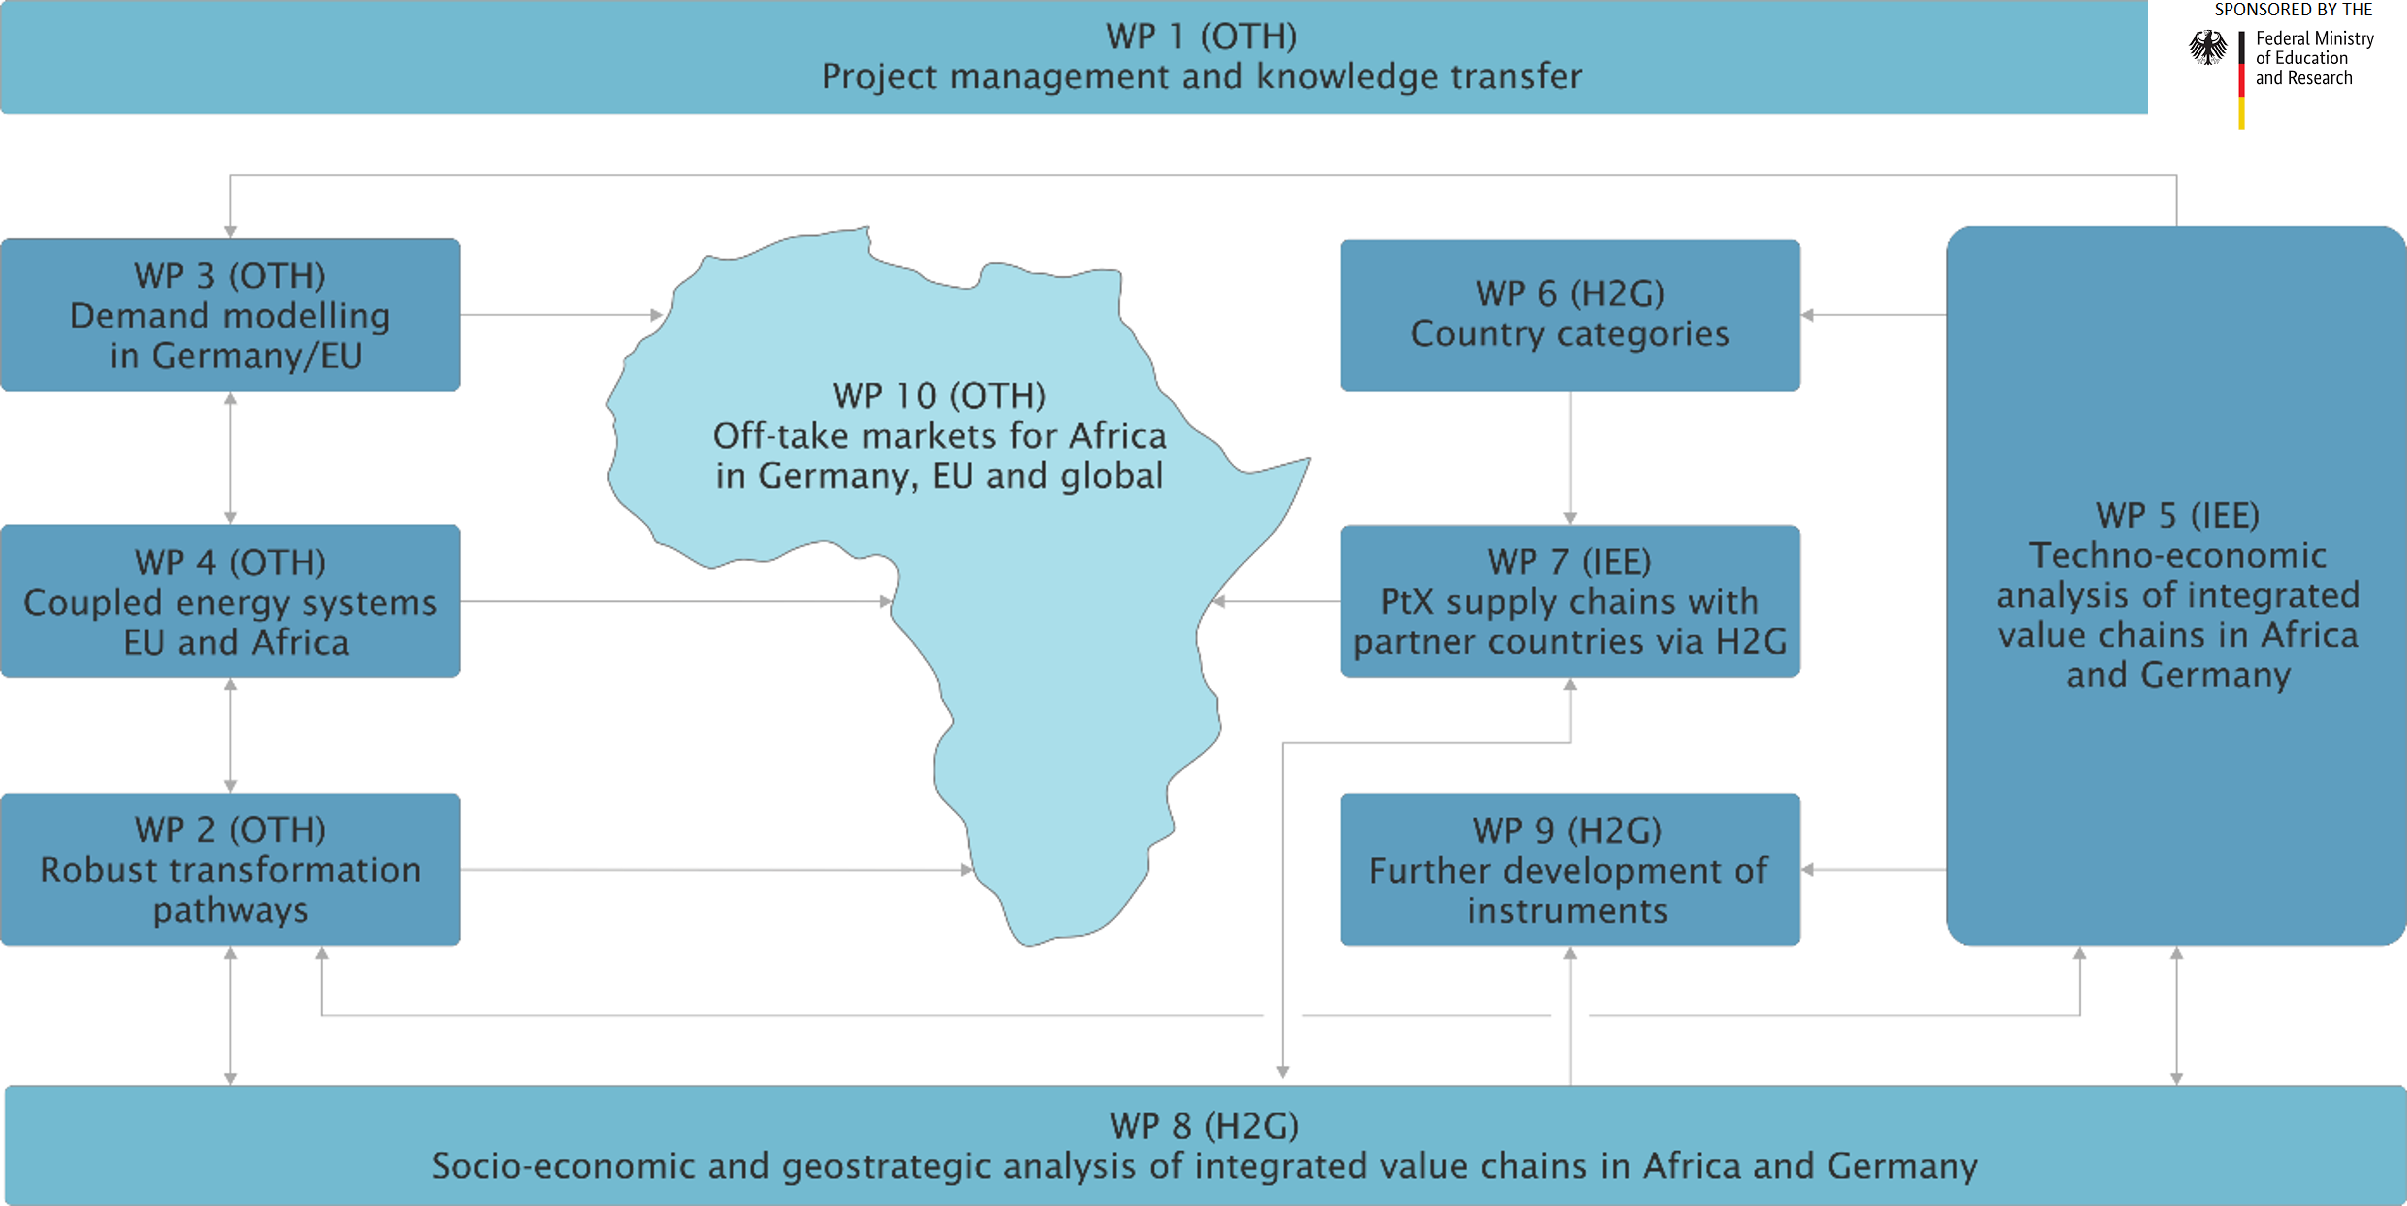 WP 1 (OTH)
Project management and knowledge transfer
SPONSORED BY THE
Federal Ministry
of Education
and Research
WP 3 (OTH)
Demand modelling
in Germany/EU
WP 10 (OTH)
Off-take markets for Africa
in Germany, EU and global
WP 6 (H2G)
Country categories
WP 5 (IEE)
Techno-economic
analysis of integrated
value chains in Africa
and Germany
WP 4 (OTH)
Coupled energy systems
EU and Africa
WP 7 (IEE)
PtX supply chains with
partner countries via H2G
WP 2 (OTH)
Robust transformation
pathways
WP 9 (H2G)
Further development of
instruments
WP 8 (H2G)
Socio-economic and geostrategic analysis of integrated value chains in Africa and Germany